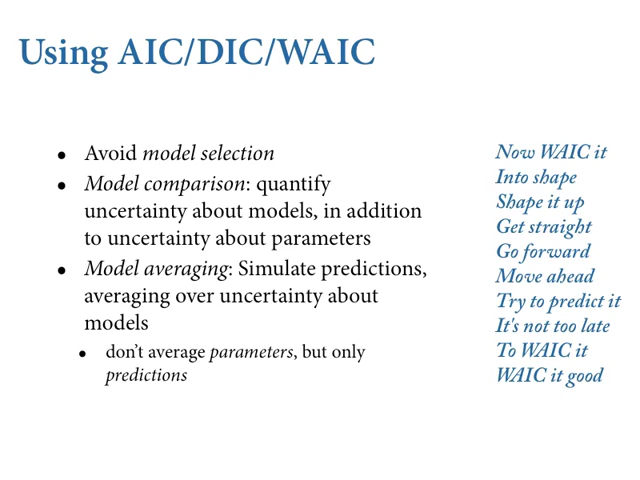 Using AIC/DIC/WAIC
• Avoid model selection
• Model comparison: quantify
uncertainty about models, in addition
to uncertainty about parameters
• Model averaging: Simulate predictions,
averaging over uncertainty about
models
• don't average parameters, but only
predictions
Now WAIC it
Into shape
Shape it up
Get straight
Go forward
Move ahead
Try to predict it
It's not too late
To WAIC it
WAIC it good